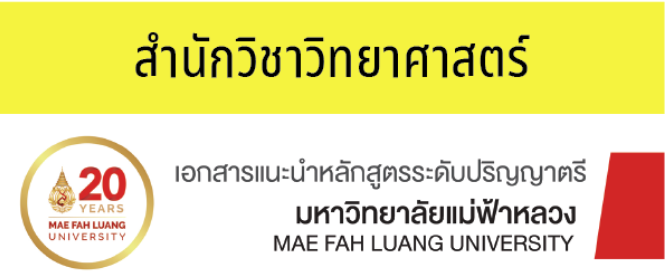 สำนักวิชาวิทยาศาสตร์
20
YEARS
MAE FAH LUANG
UNIVERSITY
เอกสารแนะนำหลักสูตรระดับปริญญาตรี
มหาวิทยาลัยแม่ฟ้าหลวง
MAE FAH LUANG UNIVERSITY